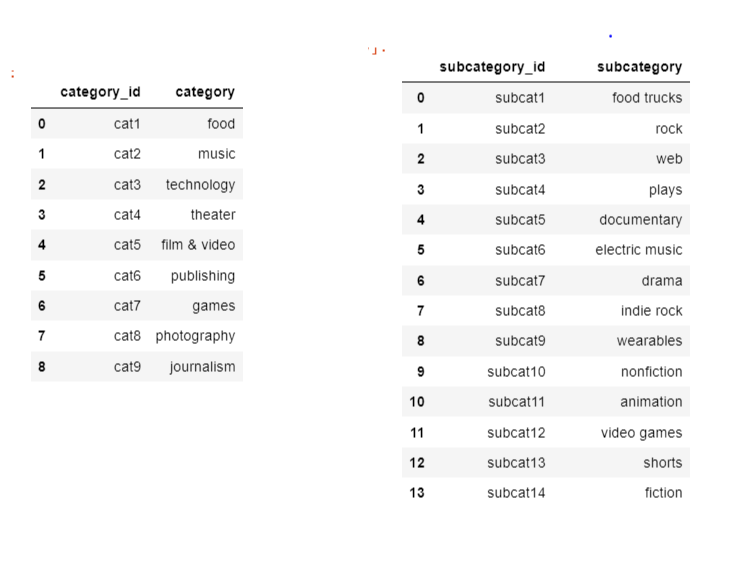 category_id category
0 cat1 food
1 cat2 music
2 cat3 technology
3 cat4 theater
4 cat5 film & video
5 cat6 publishing
6 cat7 games
7 cat8 photography
8 cat9 journalism
subcategory_id subcategory
0 subcat1 food trucks
1 subcat2 rock
2 subcat3 web
3 subcat4 plays
4 subcat5 documentary
5 subcat6 electric music
6 subcat7 drama
7 subcat8 indie rock
8 subcat9 wearables
9 subcat10 nonfiction
10 subcat11 animation
11 subcat12 video games
12 subcat13 shorts
13 subcat14 fiction